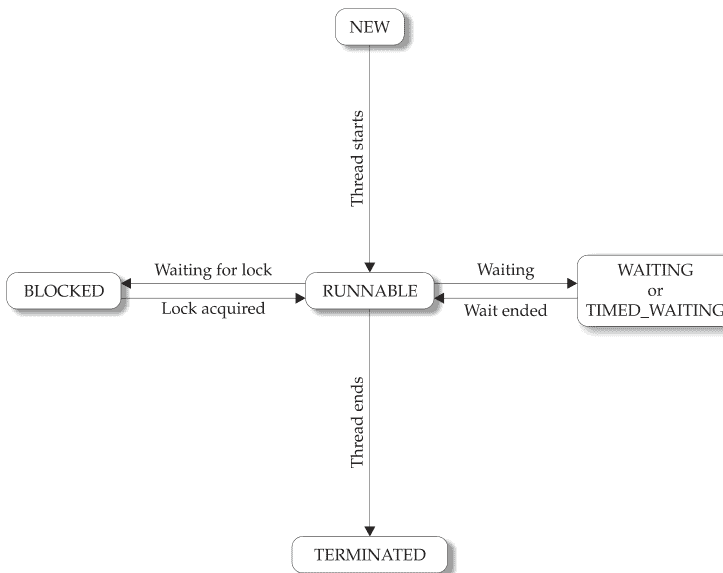 NEW
Thread starts
Waiting for lock
Waiting
WAITING
or
TIMED_WAITING
BLOCKED
RUNNABLE
Lock acquired
Wait ended
Thread ends
TERMINATED